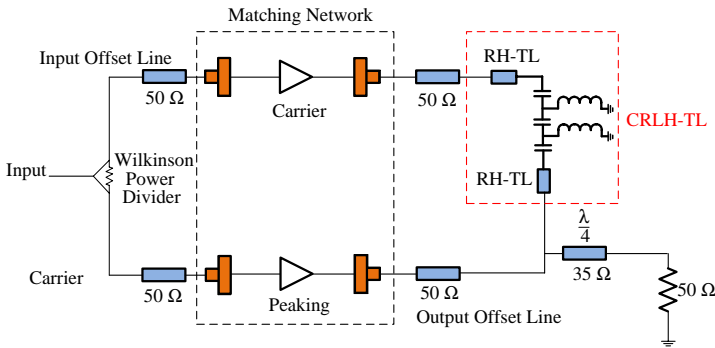 Matching Network
Input Offset Line
RH-TL
50 Ω
Carrier
50 Ω
CRLH-TL
Input
Wilkinson
Power
Divider
RH-TL
λ
4
Carrier
50 Ω
Peaking
50 Ω
35 Ω
50 Ω
Output Offset Line